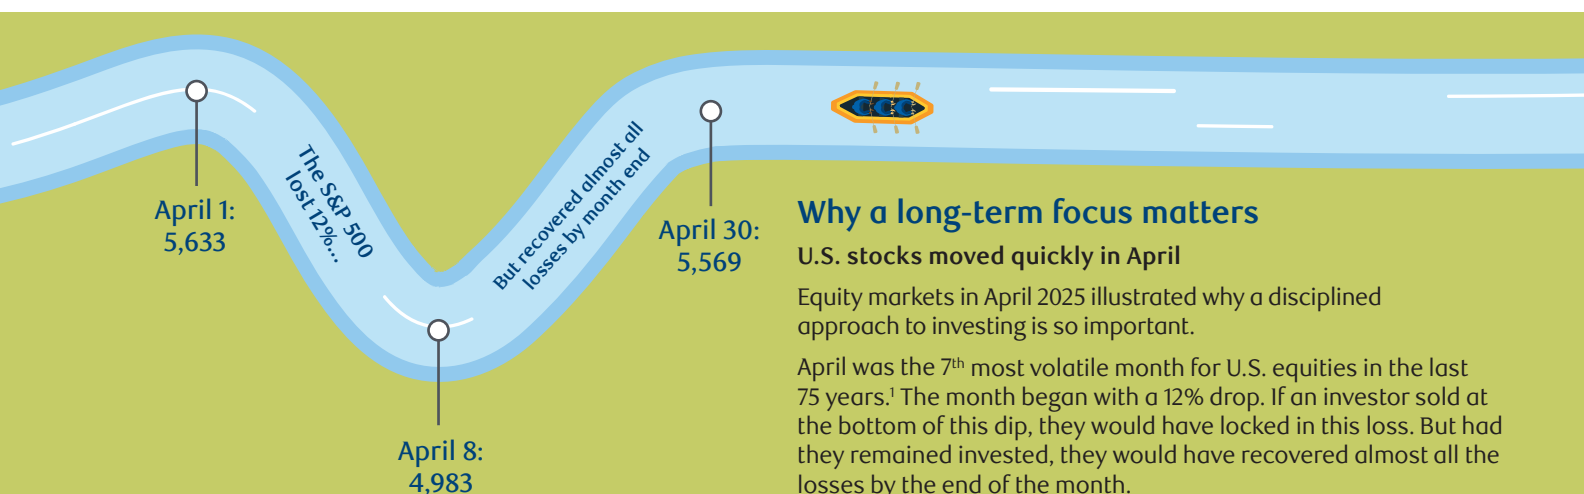 April 1:
5,633
The S&P 500
lost 12%...
April 8:
4,983
But recovered almost all
losses by month end
April 30:
5,569
Why a long-term focus matters
U.S. stocks moved quickly in April
Equity markets in April 2025 illustrated why a disciplined
approach to investing is so important.
April was the 7th most volatile month for U.S. equities in the last
75 years.1 The month began with a 12% drop. If an investor sold at
the bottom of this dip, they would have locked in this loss. But had
they remained invested, they would have recovered almost all the
losses by the end of the month.